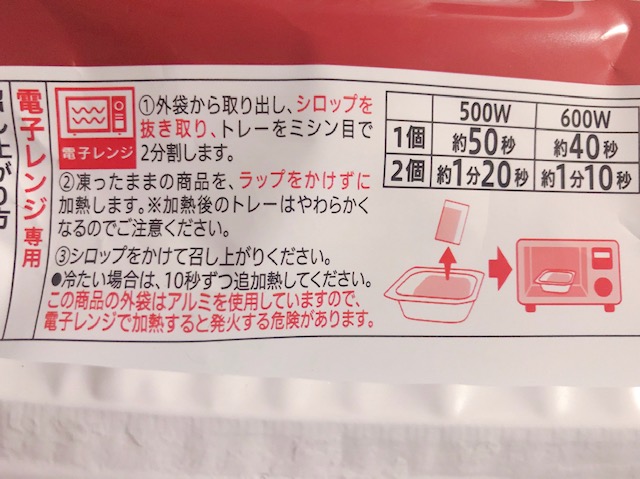 召し上がり方
電子レンジ専用
電子レンジ
①外袋から取り出し、シロップを
抜き取り、トレーをミシン目で
2分割します。
②凍ったままの商品を、ラップをかけずに
加熱します。※加熱後のトレーはやわらかく
なるのでご注意ください。
③シロップをかけて召し上がりください。
●冷たい場合は、10秒ずつ追加熱してください。
この商品の外袋はアルミを使用していますので、
電子レンジで加熱すると発火する危険があります。
500W 600W
1個 約50秒 約40秒
2個 約1分20秒 約1分10秒